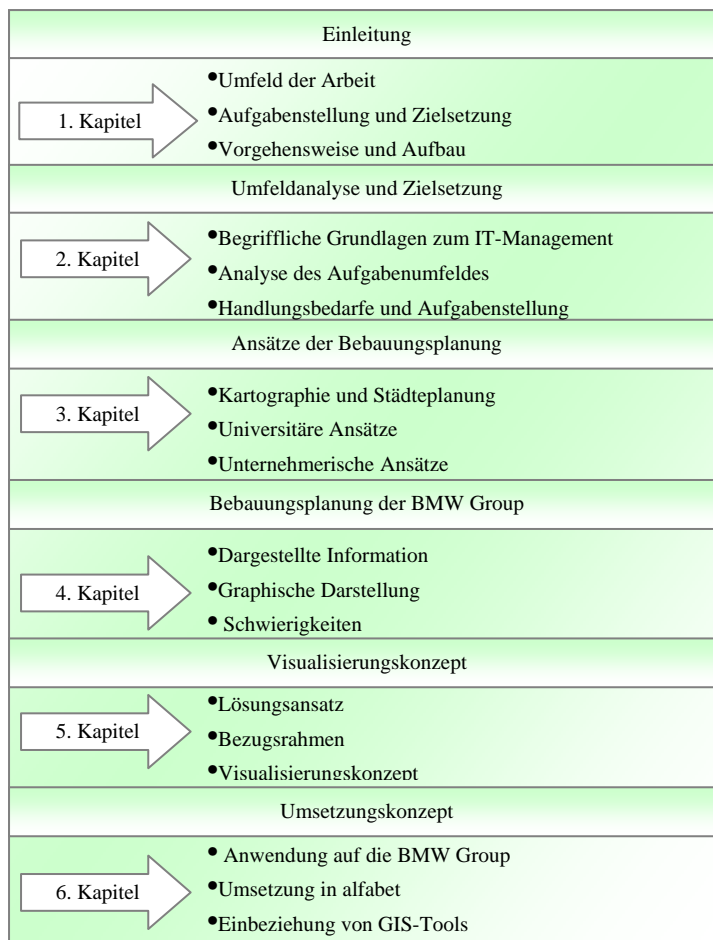 Einleitung
1. Kapitel
•Umfeld der Arbeit
•Aufgabenstellung und Zielsetzung
•Vorgehensweise und Aufbau
Umfeldanalyse und Zielsetzung
2. Kapitel
•Begriffliche Grundlagen zum IT-Management
•Analyse des Aufgabenumfeldes
•Handlungsbedarfe und Aufgabenstellung
Ansätze der Bebauungsplanung
3. Kapitel
•Kartographie und Städteplanung
•Universitäre Ansätze
•Unternehmerische Ansätze
Bebauungsplanung der BMW Group
4. Kapitel
•Dargestellte Information
•Graphische Darstellung
• Schwierigkeiten
Visualisierungskonzept
5. Kapitel
•Lösungsansatz
•Bezugsrahmen
•Visualisierungskonzept
Umsetzungskonzept
6. Kapitel
• Anwendung auf die BMW Group
•Umsetzung in alfabet
•Einbeziehung von GIS-Tools